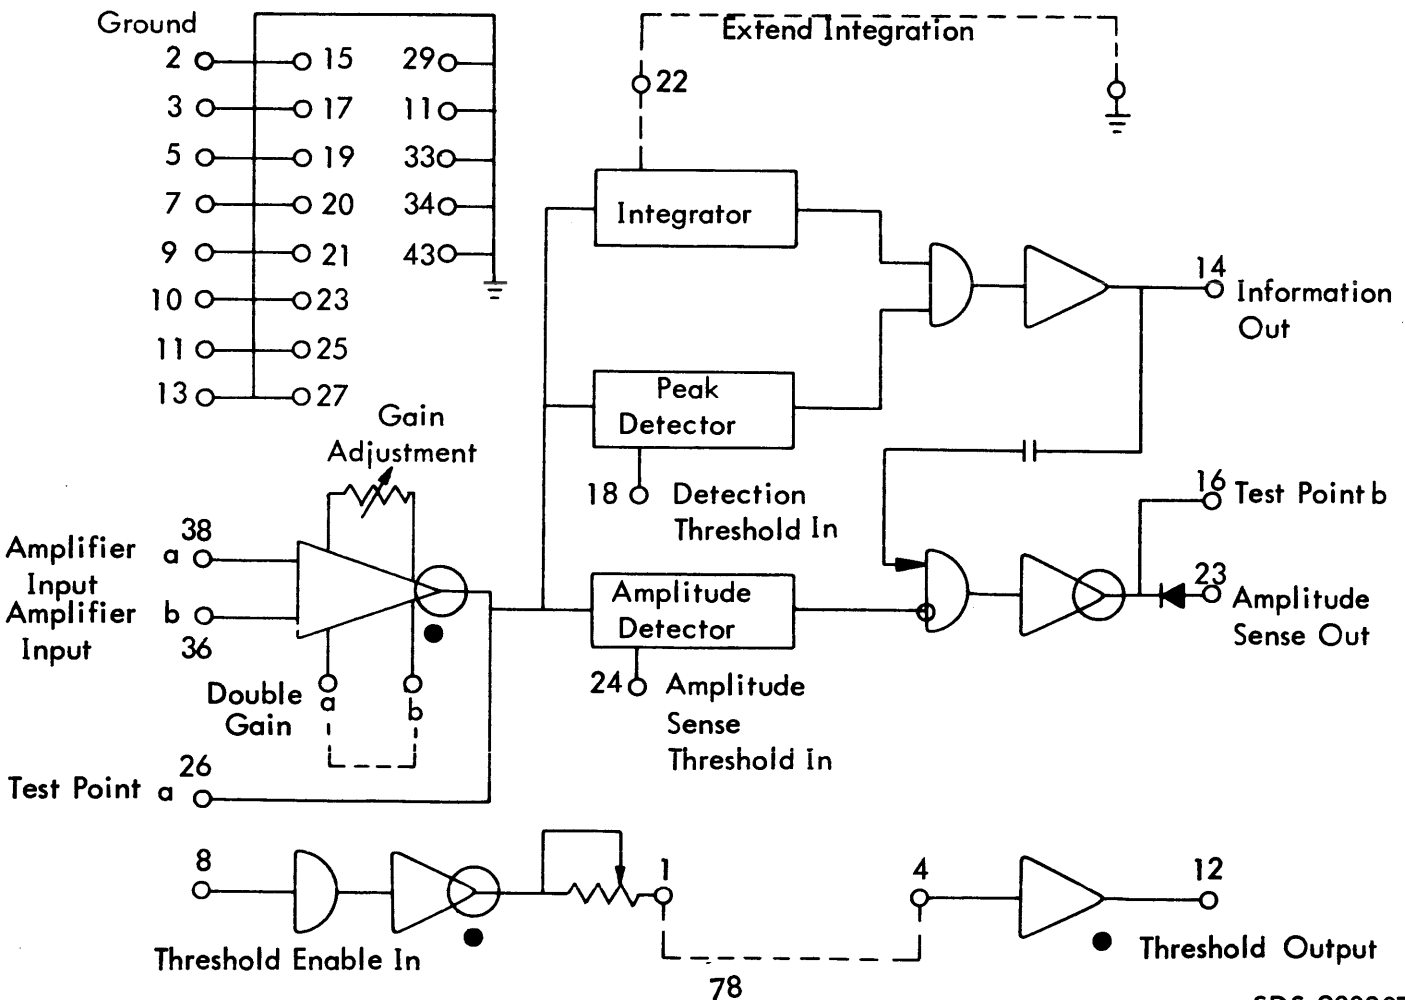 Ground
2 15 29
3 17 11
5 19 33
7 20 34
9 21 43
10 23
11 25
13 27
Extend Integration
22
Integrator
14
Information
Out
Peak
Detector
18
Detection
Threshold In
Gain
Adjustment
38
Amplifier a
Input
Amplifier b
Input
36
Double
Gain
a
b
26
Test Point a
Amplitude
Detector
24
Amplitude
Sense
Threshold In
16
Test Point b
23
Amplitude
Sense Out
8
Threshold Enable In
1
4
12
Threshold Output
78